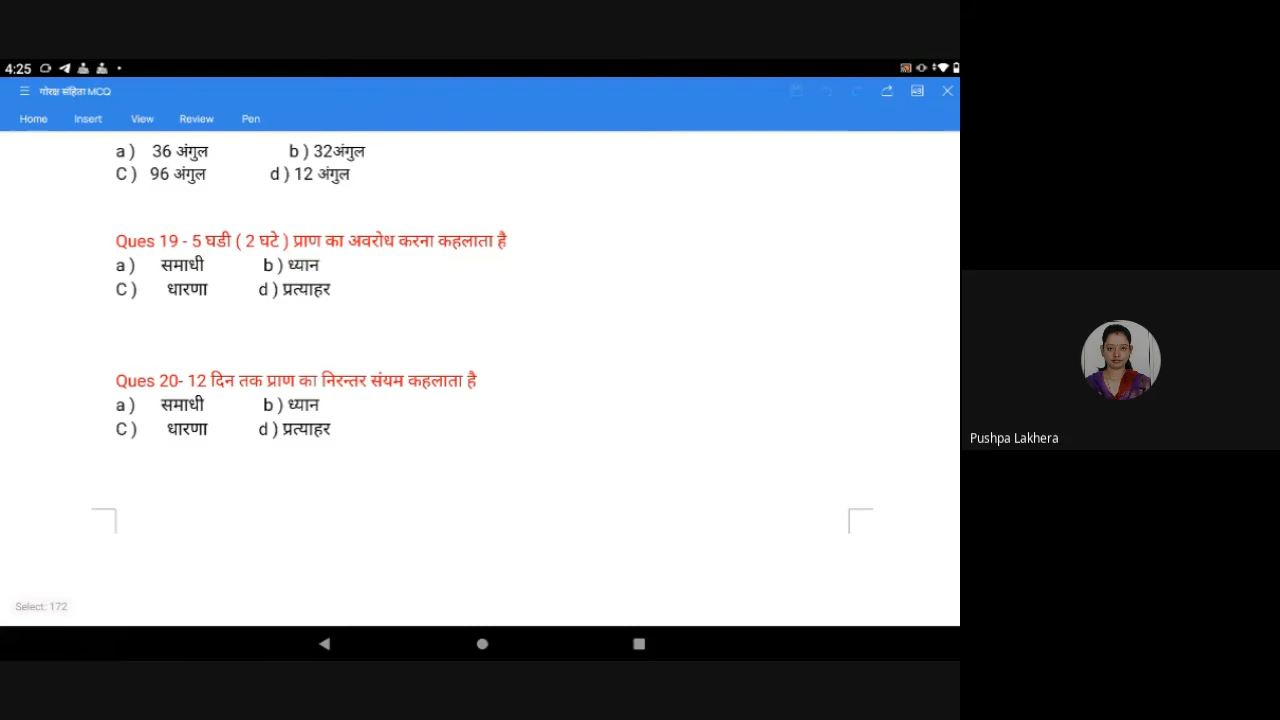 4:25
गोरक्ष संहिता MCQ
Home Insert View Review Pen
a ) 36 अंगुल b ) 32अंगुल
C ) 96 अंगुल d ) 12 अंगुल
Ques 19 - 5 घडी ( 2 घटे ) प्राण का अवरोध करना कहलाता है
a ) समाधी b ) ध्यान
C ) धारणा d ) प्रत्याहर
Ques 20- 12 दिन तक प्राण का निरन्तर संयम कहलाता है
a ) समाधी b ) ध्यान
C ) धारणा d ) प्रत्याहर
Select: 172
Pushpa Lakhera